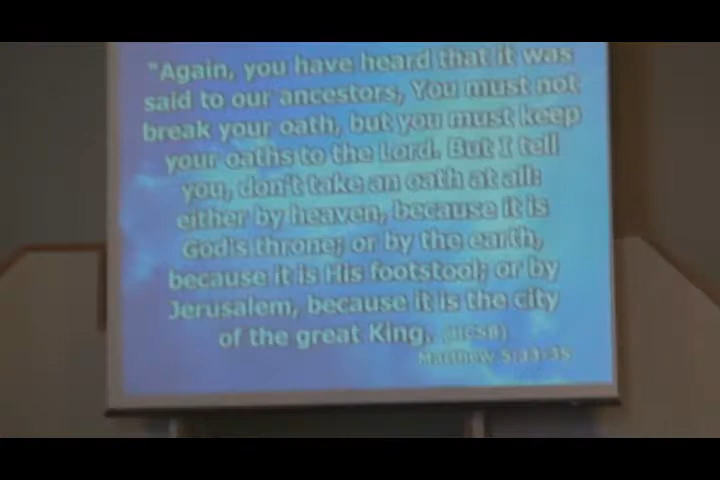 "Again, you have heard that it was
said to our ancestors, You must not
break your oath, but you must keep
your oaths to the Lord. But I tell
you, don't take an oath at all:
either by heaven, because it is
God's throne; or by the earth,
because it is His footstool; or by
Jerusalem, because it is the city
of the great King. (HCSB)
Matthew 5:33-35